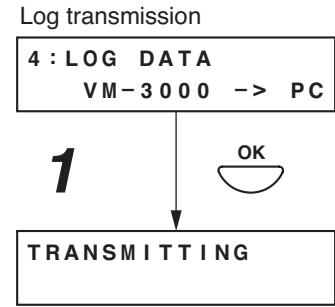 Log transmission
4:LOG DATA
VM-3000 -> PC
1
OK
TRANSMITTING